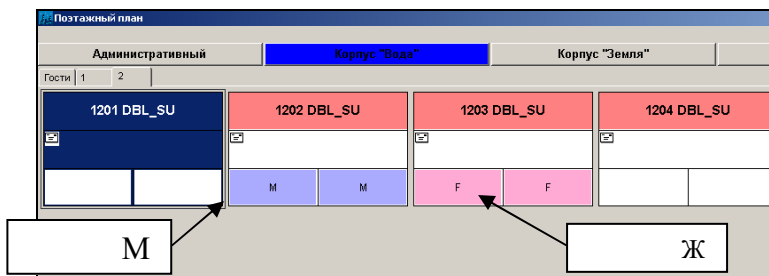 Поэтажный план
Административный Корпус "Вода" Корпус "Земля"
Гости 1 2
1201 DBL_SU 1202 DBL_SU 1203 DBL_SU 1204 DBL_SU
M M F F
М Ж